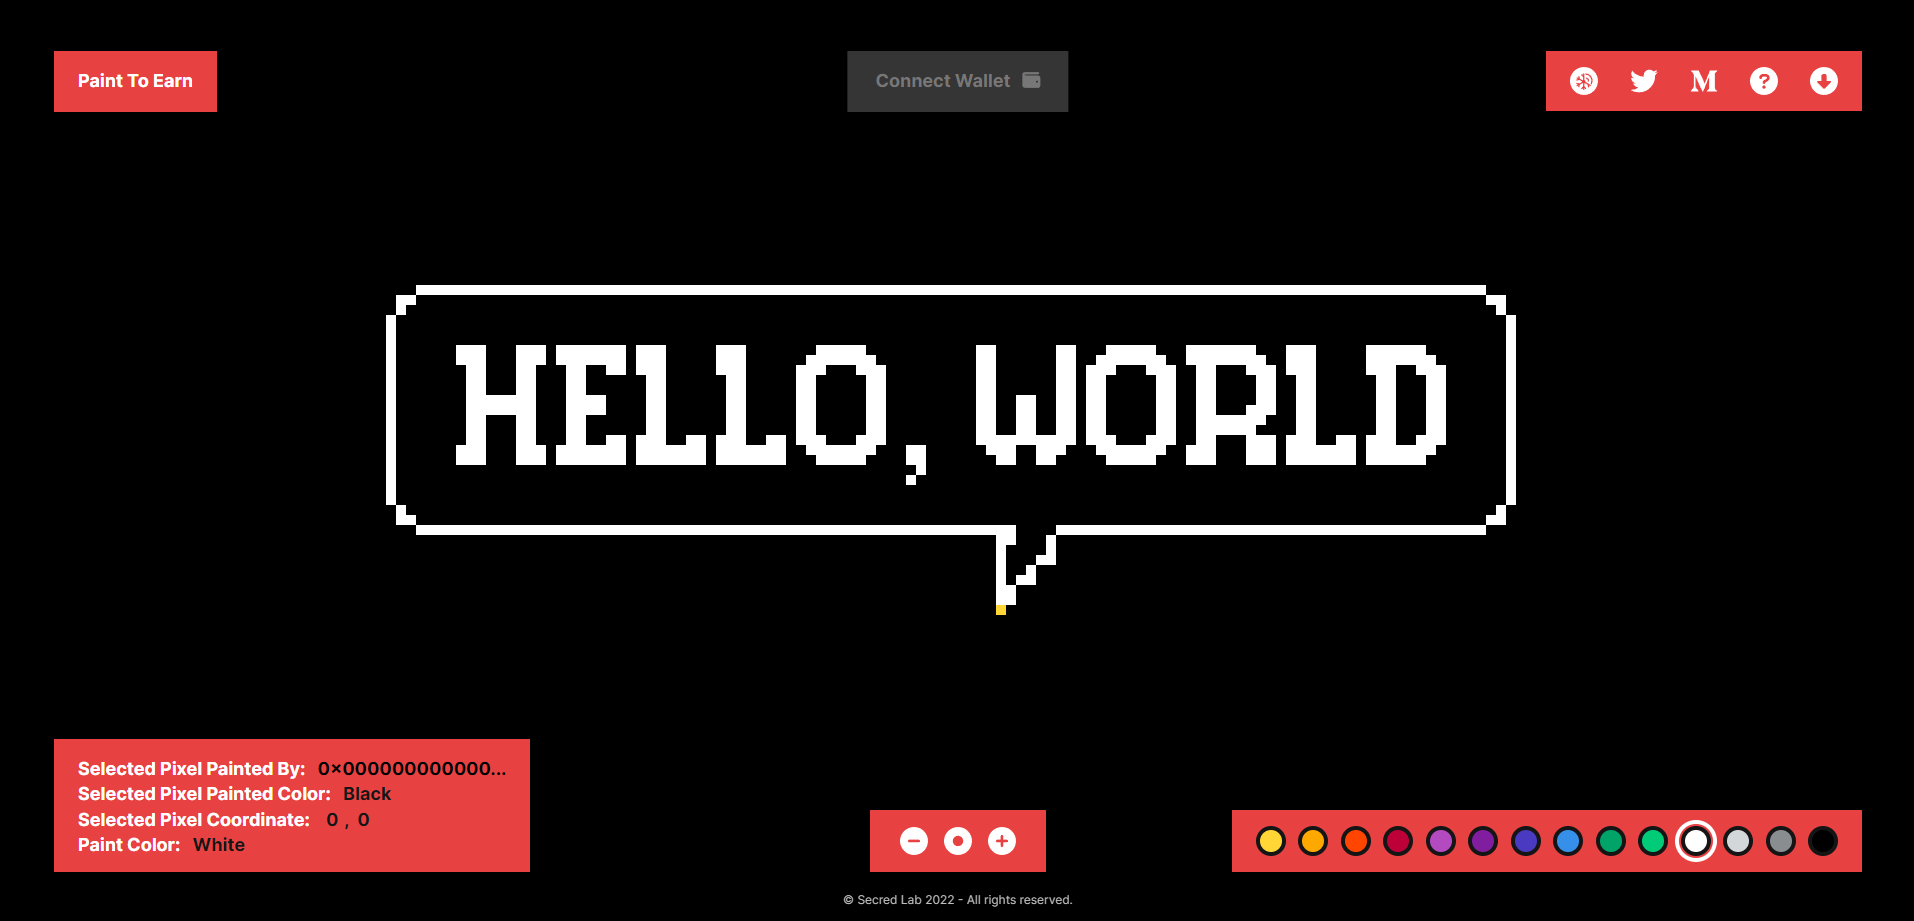 Paint To Earn
Connect Wallet
M
?
HELLO, WORLD
Selected Pixel Painted By: 0×000000000000...
Selected Pixel Painted Color: Black
Selected Pixel Coordinate: 0 , 0
Paint Color: White
© Secred Lab 2022 - All rights reserved.